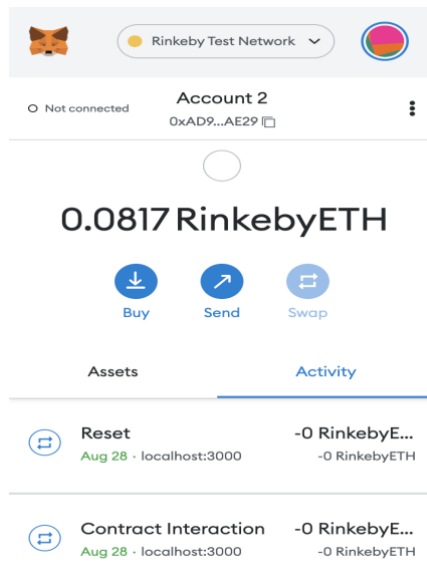 Rinkeby Test Network
Not connected
Account 2
0xAD9...AE29
0.0817 RinkebyETH
Buy Send Swap
Assets Activity
Reset -0 RinkebyE...
Aug 28 · localhost:3000 -0 RinkebyETH
Contract Interaction -0 RinkebyE...
Aug 28 · localhost:3000 -0 RinkebyETH